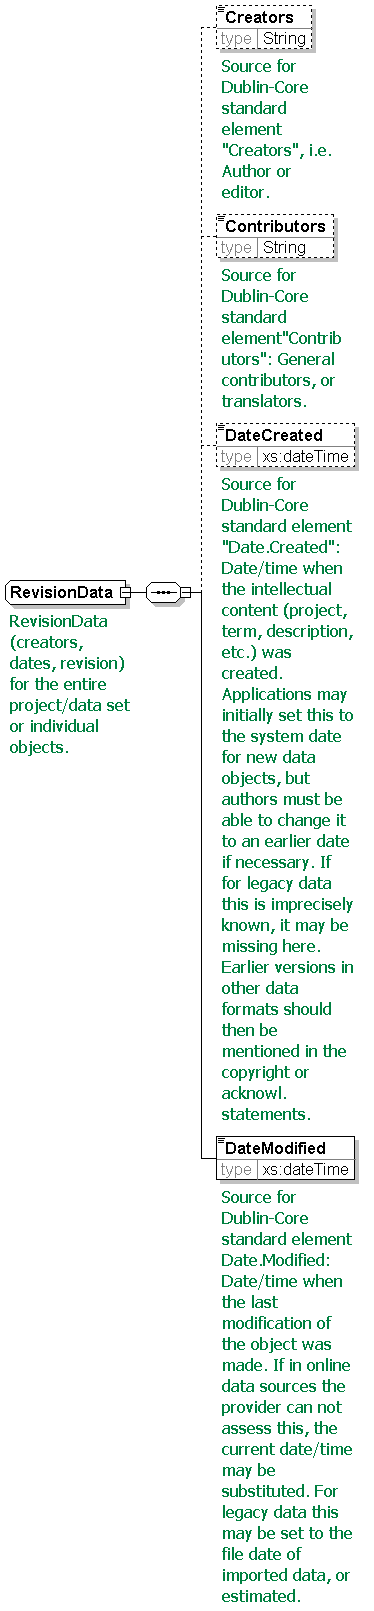 Creators
type String
Source for
Dublin-Core
standard
element
"Creators", i.e.
Author or
editor.
Contributors
type String
Source for
Dublin-Core
standard
element"Contrib
utors": General
contributors, or
translators.
DateCreated
type xs:dateTime
Source for
Dublin-Core
standard element
"Date.Created":
Date/time when
the intellectual
content (project,
term, description,
etc.) was
created.
Applications may
initially set this to
the system date
for new data
objects, but
authors must be
able to change it
to an earlier date
if necessary. If
for legacy data
this is imprecisely
known, it may be
missing here.
Earlier versions in
other data
formats should
then be
mentioned in the
copyright or
acknowl.
statements.
RevisionData
RevisionData
(creators,
dates, revision)
for the entire
project/data set
or individual
objects.
DateModified
type xs:dateTime
Source for
Dublin-Core
standard element
Date.Modified:
Date/time when
the last
modification of
the object was
made. If in online
data sources the
provider can not
assess this, the
current date/time
may be
substituted. For
legacy data this
may be set to the
file date of
imported data, or
estimated.